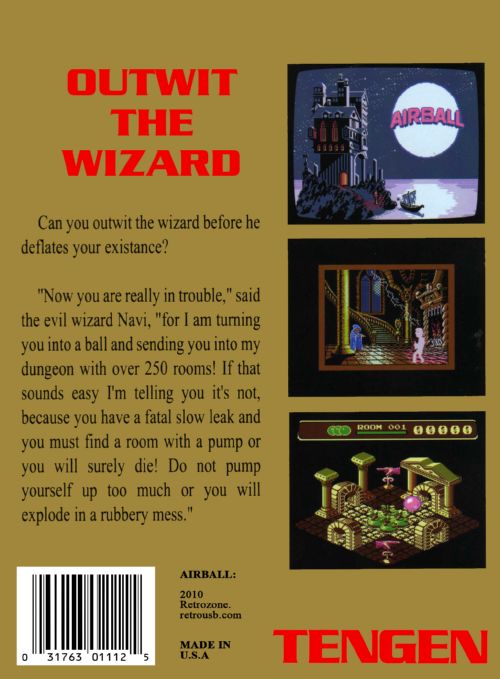 OUTWIT
THE
WIZARD
Can you outwit the wizard before he
deflates your existance?
"Now you are really in trouble," said
the evil wizard Navi, "for I am turning
you into a ball and sending you into my
dungeon with over 250 rooms! If that
sounds easy I'm telling you it's not,
because you have a fatal slow leak and
you must find a room with a pump or
you will surely die! Do not pump
yourself up too much or you will
explode in a rubbery mess."
AIRBALL
ROOM 001 00000
0 31763 01112 5
AIRBALL:
2010
Retrozone.
retrousb.com
MADE IN
U.S.A
TENGEN